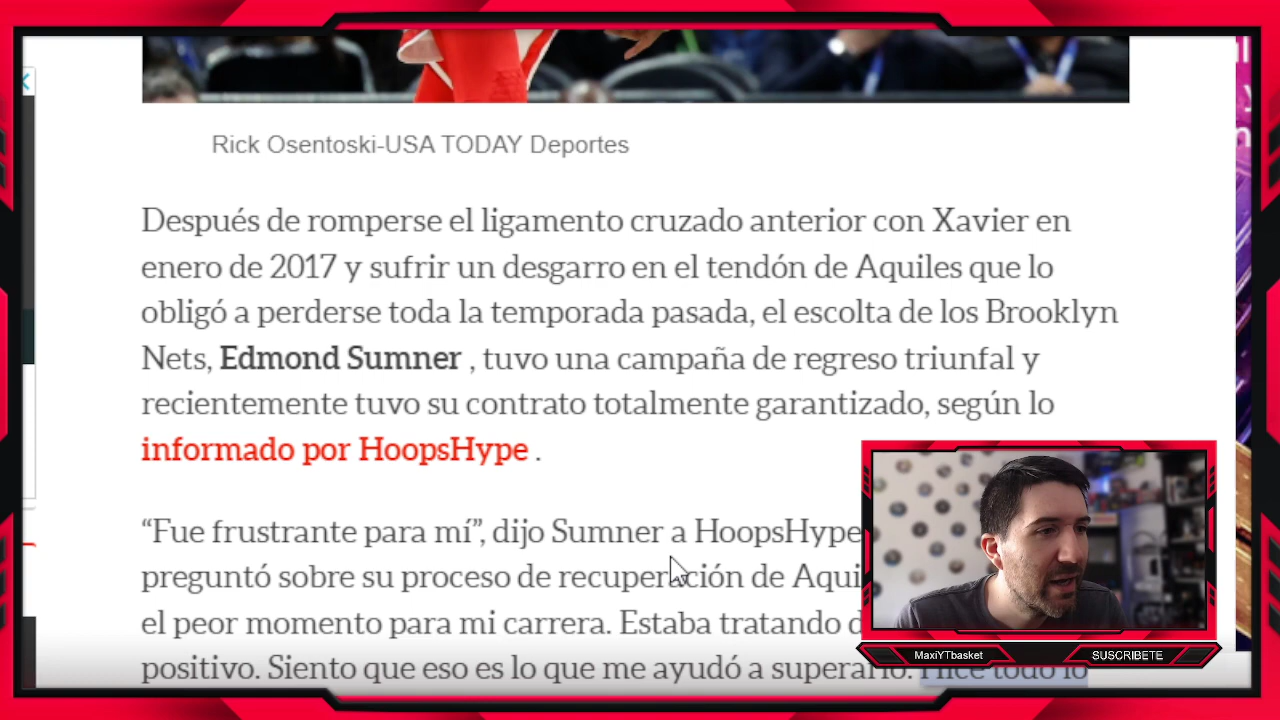 Rick Osentoski-USA TODAY Deportes
Después de romperse el ligamento cruzado anterior con Xavier en
enero de 2017 y sufrir un desgarro en el tendón de Aquiles que lo
obligó a perderse toda la temporada pasada, el escolta de los Brooklyn
Nets, Edmond Sumner , tuvo una campaña de regreso triunfal y
recientemente tuvo su contrato totalmente garantizado, según lo
informado por HoopsHype .
“Fue frustrante para mí”, dijo Sumner a HoopsHype
preguntó sobre su proceso de recuperación de Aqui
el peor momento para mi carrera. Estaba tratando d
positivo. Siento que eso es lo que me ayudó a superarlo. Hice todo lo
MaxiYTbasket
SUSCRIBETE